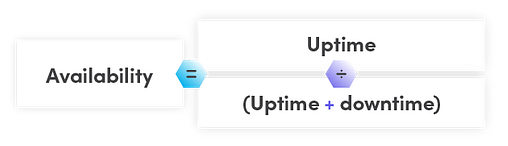 Availability
=
Uptime
÷
(Uptime + downtime)